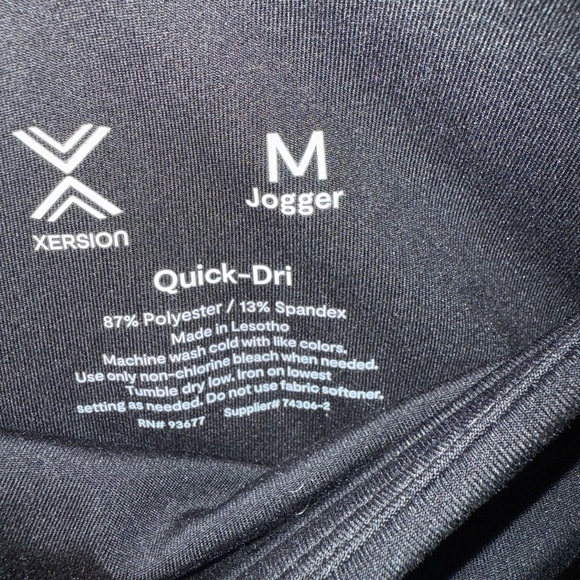 M
Jogger
XERSION
Quick-Dri
87% Polyester / 13% Spandex
Made in Lesotho
Machine wash cold with like colors.
Use only non-chlorine bleach when needed.
Tumble dry low. Iron on lowest
setting as needed. Do not use fabric softener.
RN# 93677 Supplier# 74306-2